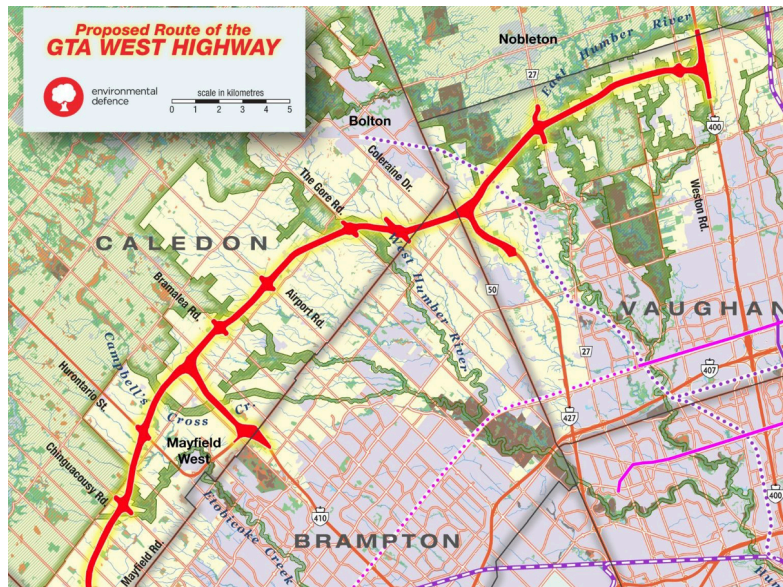 Proposed Route of the
GTA WEST HIGHWAY
environmental
defence
scale in kilometres
0 1 2 3 4 5
Nobleton
East Humber River
27
400
Bolton
Coleraine Dr.
The Gore Rd.
Weston Rd.
CALEDON
West Humber River
Bramalea Rd.
Airport Rd.
50
VAUGHAN
27
407
Hurontario St.
Campbell's
Cross Cr.
Mayfield
West
427
Chinguacousy Rd.
400
Etobicoke Creek
410
BRAMPTON
Mayfield Rd.